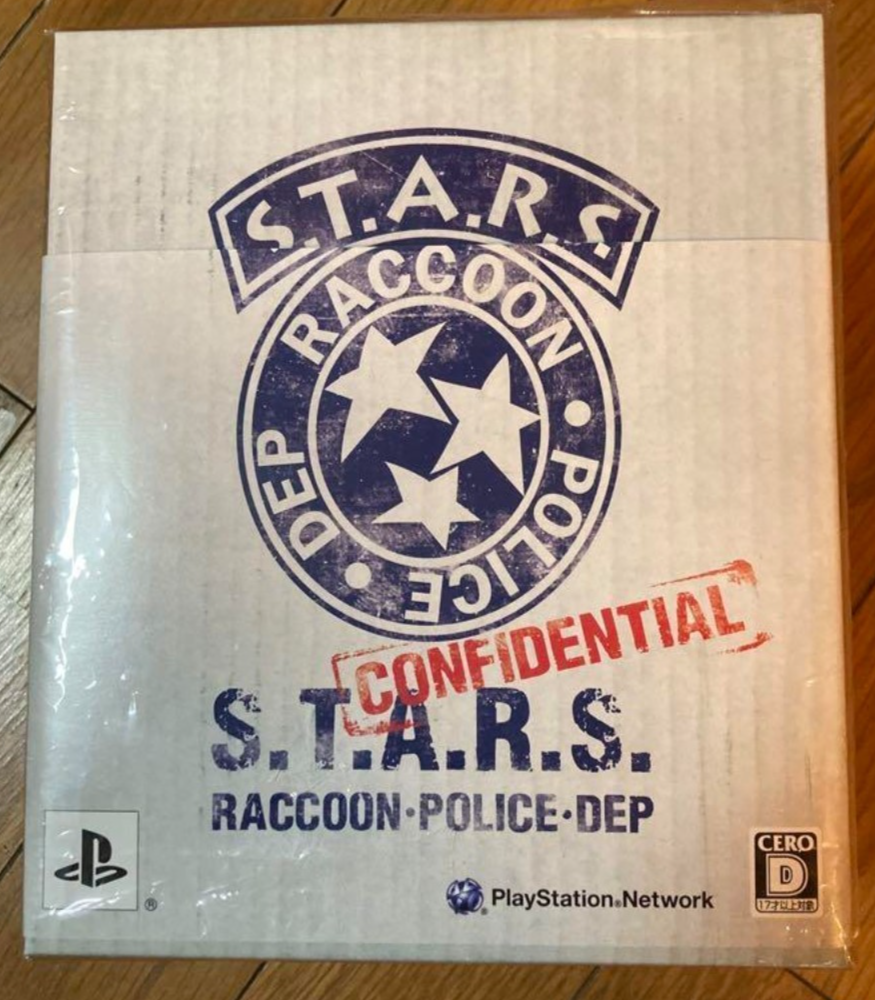 S.T.A.R.S.
RACCOON • POLICE • DEP
CONFIDENTIAL
S.T.A.R.S.
RACCOON・POLICE・DEP
®
PlayStation®Network
CERO
D
17才以上対象